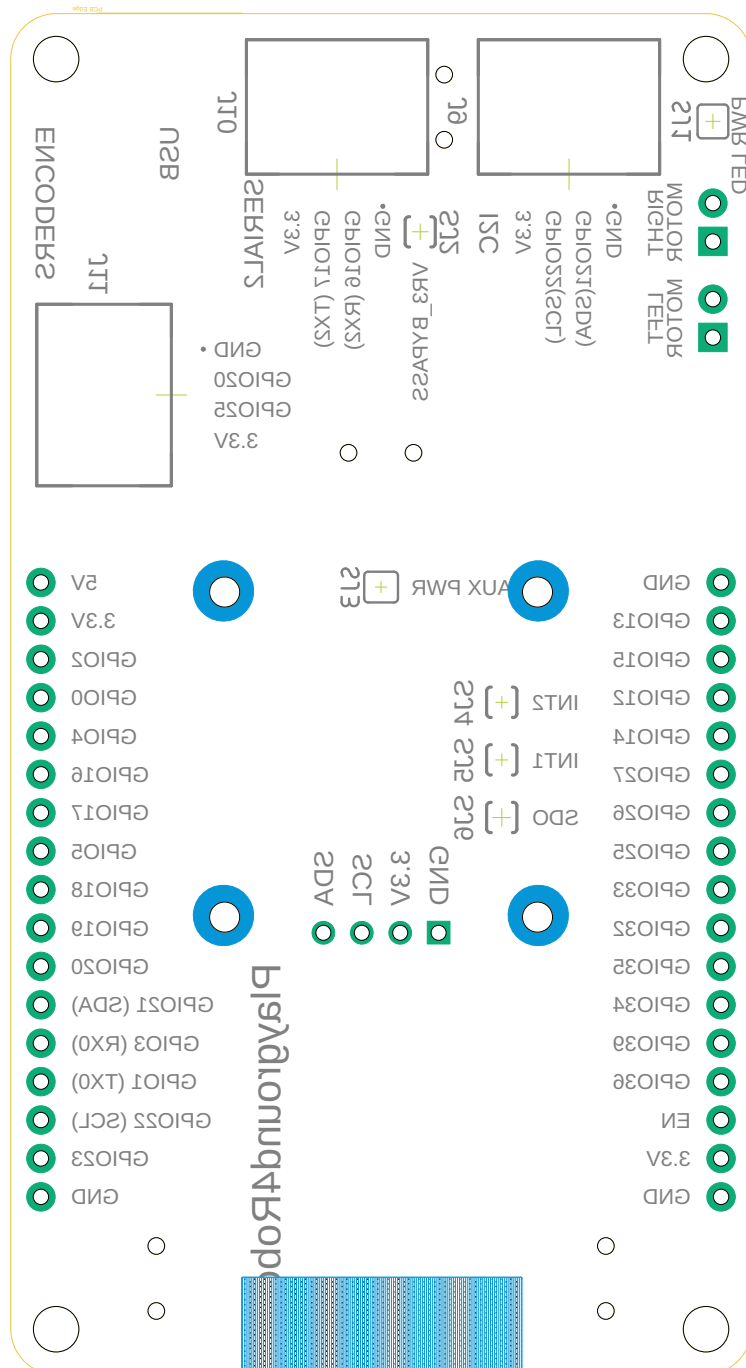 PCB Edge
J10
J9
SJ1
PWR LED
ENCODERS
USB
RIGHT
MOTOR
SERIAL2
3.3V
GPIO17(TX2)
GPIO16(RX2)
GND
VR3_BYPASS
SJ2
I2C
3.3V
GPIO22(SCL)
GPIO21(SDA)
GND
J11
LEFT
MOTOR
GND
GPIO20
GPIO25
3.3V
SJ3
AUX PWR
5V
3.3V
GPIO2
GPIO0
GPIO4
GPIO16
GPIO17
GPIO5
GPIO18
GPIO19
GPIO20
GPIO21 (SDA)
GPIO3 (RX0)
GPIO1 (TX0)
GPIO22 (SCL)
GPIO23
GND
SJ4
INT2
SJ5
INT1
SJ6
SDO
SDA
SCL
3.3V
GND
Playground4Robo
GND
GPIO13
GPIO15
GPIO12
GPIO14
GPIO27
GPIO26
GPIO25
GPIO33
GPIO32
GPIO35
GPIO34
GPIO39
GPIO36
EN
3.3V
GND